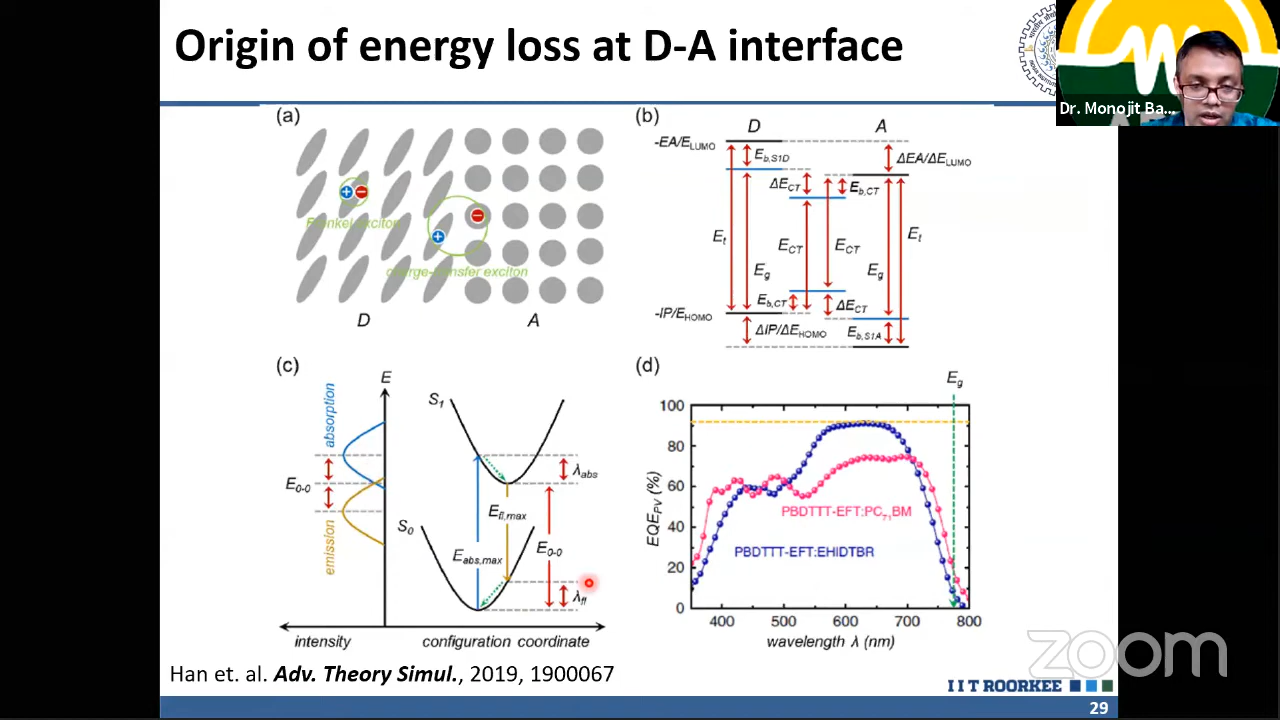 Origin of energy loss at D-A interface
Dr. Monojit Ba...
(a)
Frenkel exciton
charge-transfer exciton
D
A
(b)
D
A
-EA/E_LUMO
E_b,S1D
ΔEA/ΔE_LUMO
ΔE_CT
E_b,CT
E_t
E_CT
E_CT
E_t
E_g
E_g
E_b,CT
ΔE_CT
-IP/E_HOMO
ΔIP/ΔE_HOMO
E_b,S1A
(c)
E
absorption
S_1
λ_abs
E_0-0
E_fl,max
S_0
E_abs,max
E_0-0
emission
λ_fl
intensity
configuration coordinate
(d)
E_g
100
80
60
40
20
0
EQE_PV (%)
PBDTTT-EFT:PC_71BM
PBDTTT-EFT:EHIDTBR
400
500
600
700
800
wavelength λ (nm)
zoom
Han et. al. Adv. Theory Simul., 2019, 1900067
I I T ROORKEE
29